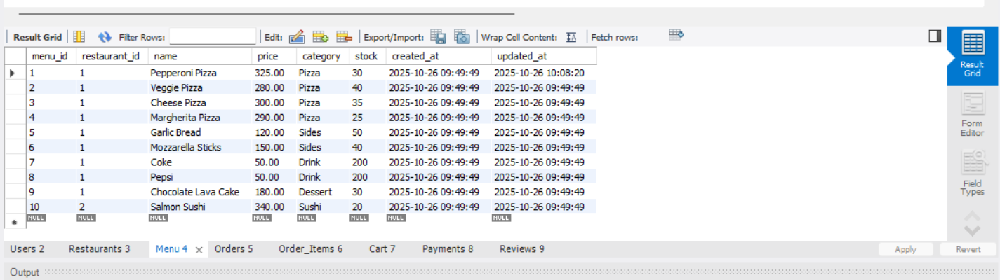 Result Grid Filter Rows: Edit: Export/Import: Wrap Cell Content: IA Fetch rows:
menu_id restaurant_id name price category stock created_at updated_at
1 1 Pepperoni Pizza 325.00 Pizza 30 2025-10-26 09:49:49 2025-10-26 10:08:20
2 1 Veggie Pizza 280.00 Pizza 40 2025-10-26 09:49:49 2025-10-26 09:49:49
3 1 Cheese Pizza 300.00 Pizza 35 2025-10-26 09:49:49 2025-10-26 09:49:49
4 1 Margherita Pizza 290.00 Pizza 25 2025-10-26 09:49:49 2025-10-26 09:49:49
5 1 Garlic Bread 120.00 Sides 50 2025-10-26 09:49:49 2025-10-26 09:49:49
6 1 Mozzarella Sticks 150.00 Sides 40 2025-10-26 09:49:49 2025-10-26 09:49:49
7 1 Coke 50.00 Drink 200 2025-10-26 09:49:49 2025-10-26 09:49:49
8 1 Pepsi 50.00 Drink 200 2025-10-26 09:49:49 2025-10-26 09:49:49
9 1 Chocolate Lava Cake 180.00 Dessert 30 2025-10-26 09:49:49 2025-10-26 09:49:49
10 2 Salmon Sushi 340.00 Sushi 20 2025-10-26 09:49:49 2025-10-26 09:49:49
NULL NULL NULL NULL NULL NULL NULL NULL
Result
Grid
Form
Editor
Field
Types
Users 2 Restaurants 3 Menu 4 Orders 5 Order_Items 6 Cart 7 Payments 8 Reviews 9 Apply Revert
Output